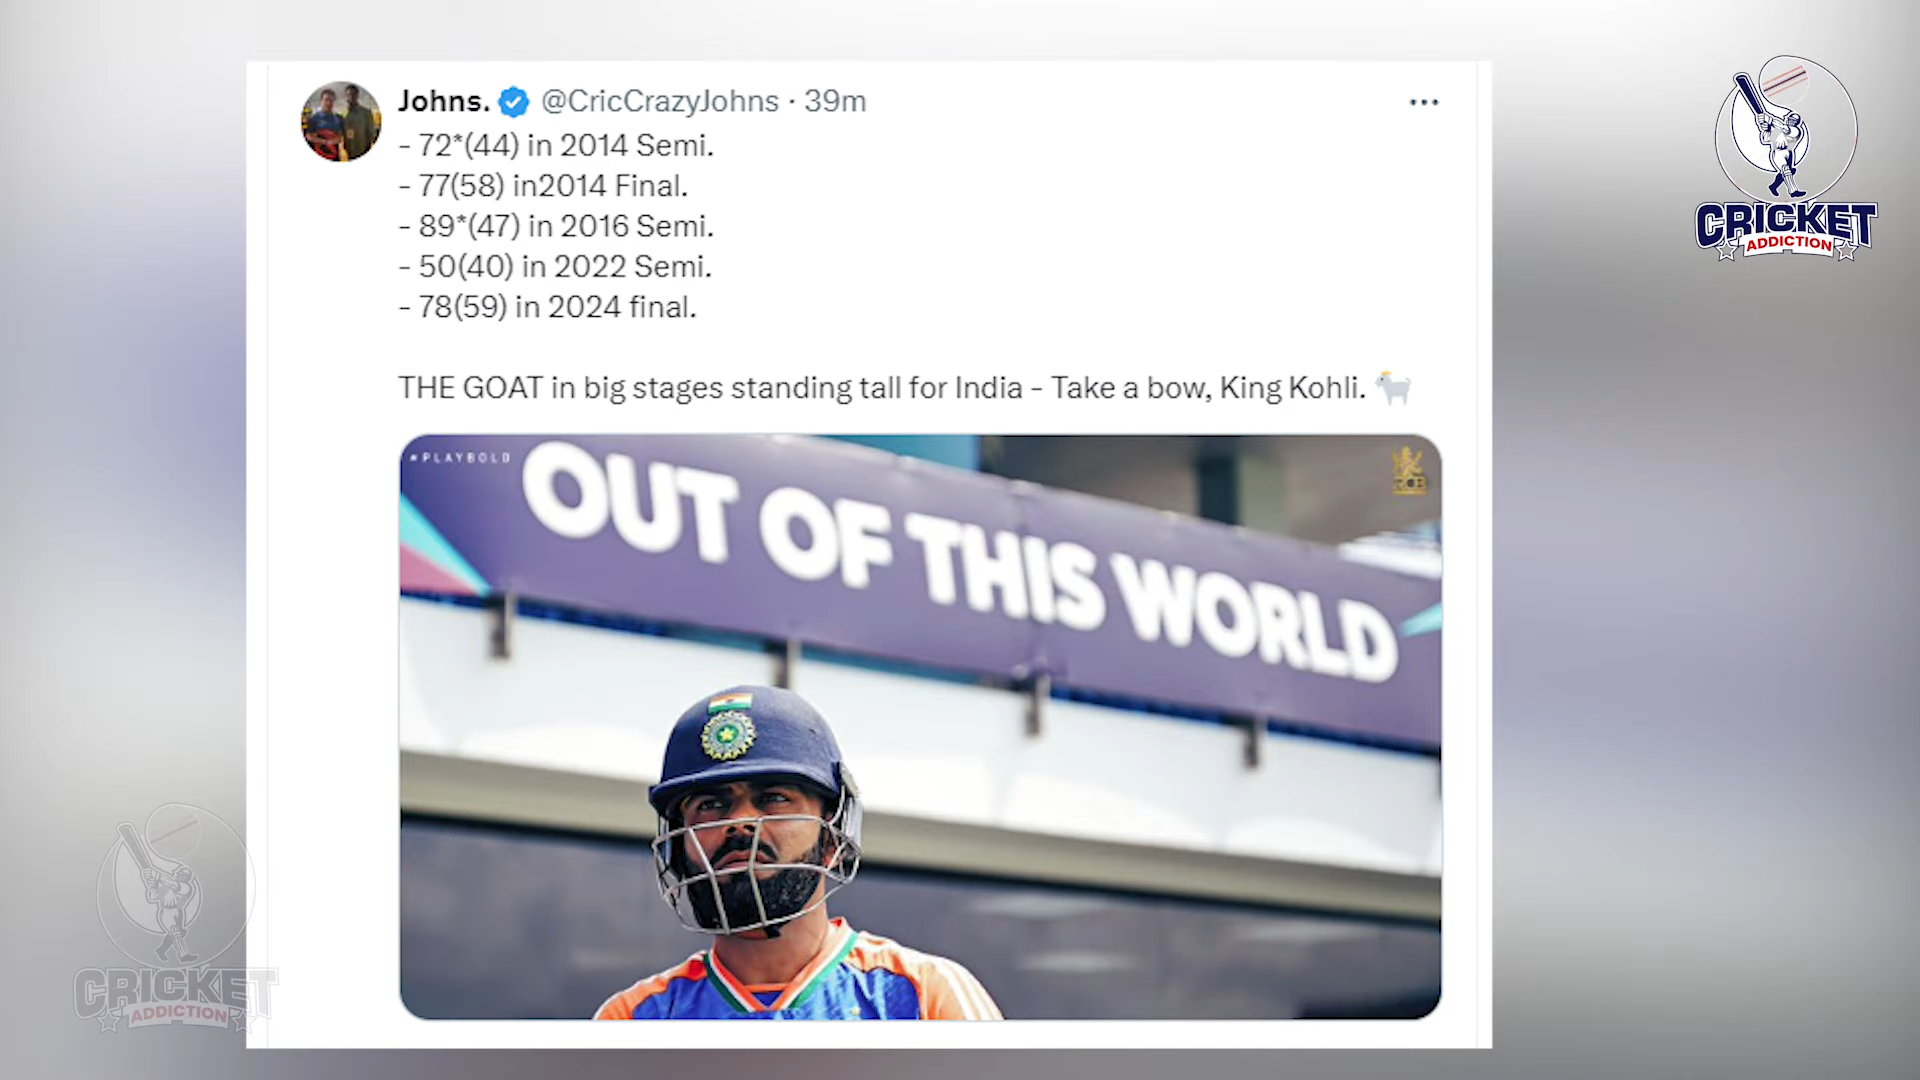 Johns. @CricCrazyJohns · 39m
- 72*(44) in 2014 Semi.
- 77(58) in2014 Final.
- 89*(47) in 2016 Semi.
- 50(40) in 2022 Semi.
- 78(59) in 2024 final.
THE GOAT in big stages standing tall for India - Take a bow, King Kohli. 🐐
#PLAYBOLD
RCB
OUT OF THIS WORLD
CRICKET
ADDICTION
CRICKET
ADDICTION